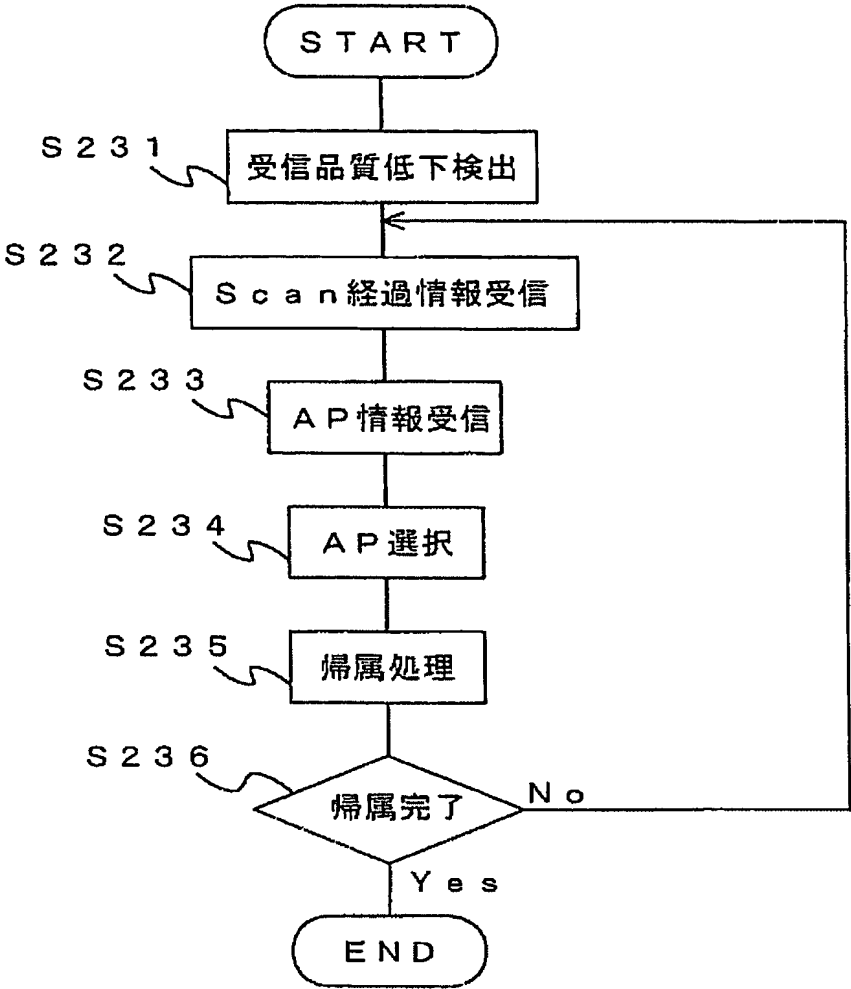 START
S231
受信品質低下検出
S232
Scan経過情報受信
S233
AP情報受信
S234
AP選択
S235
帰属処理
S236
帰属完了
No
Yes
END